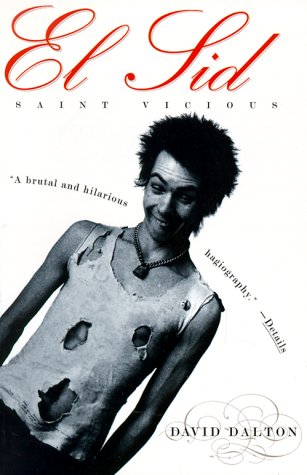 El Sid
SAINT VICIOUS
"A brutal and hilarious
hagiography." —Details
DAVID DALTON